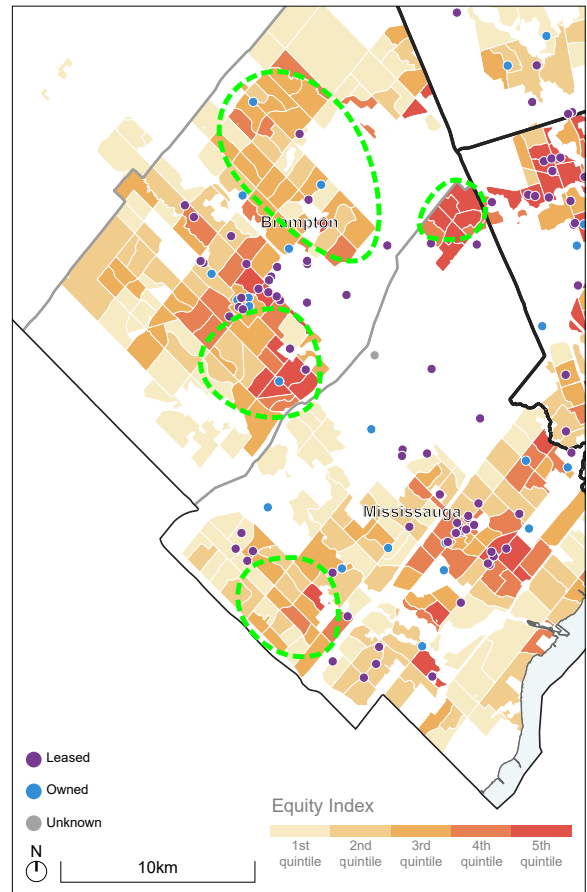 Brampton
Mississauga
Leased
Owned
Unknown
N
10km
Equity Index
1st quintile
2nd quintile
3rd quintile
4th quintile
5th quintile